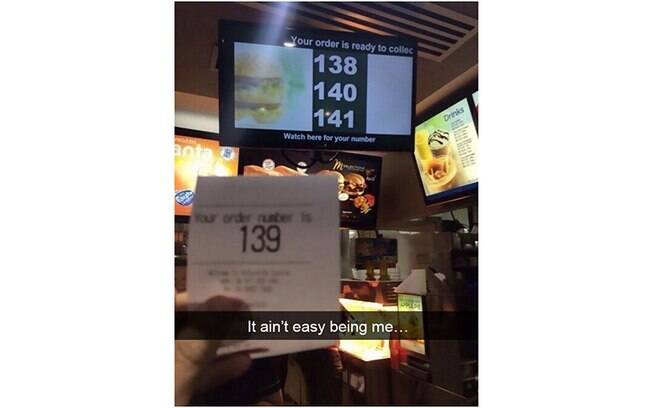 Your order is ready to collec
138
140
141
Watch here for your number
Drinks
Your order number is
139
It ain't easy being me...